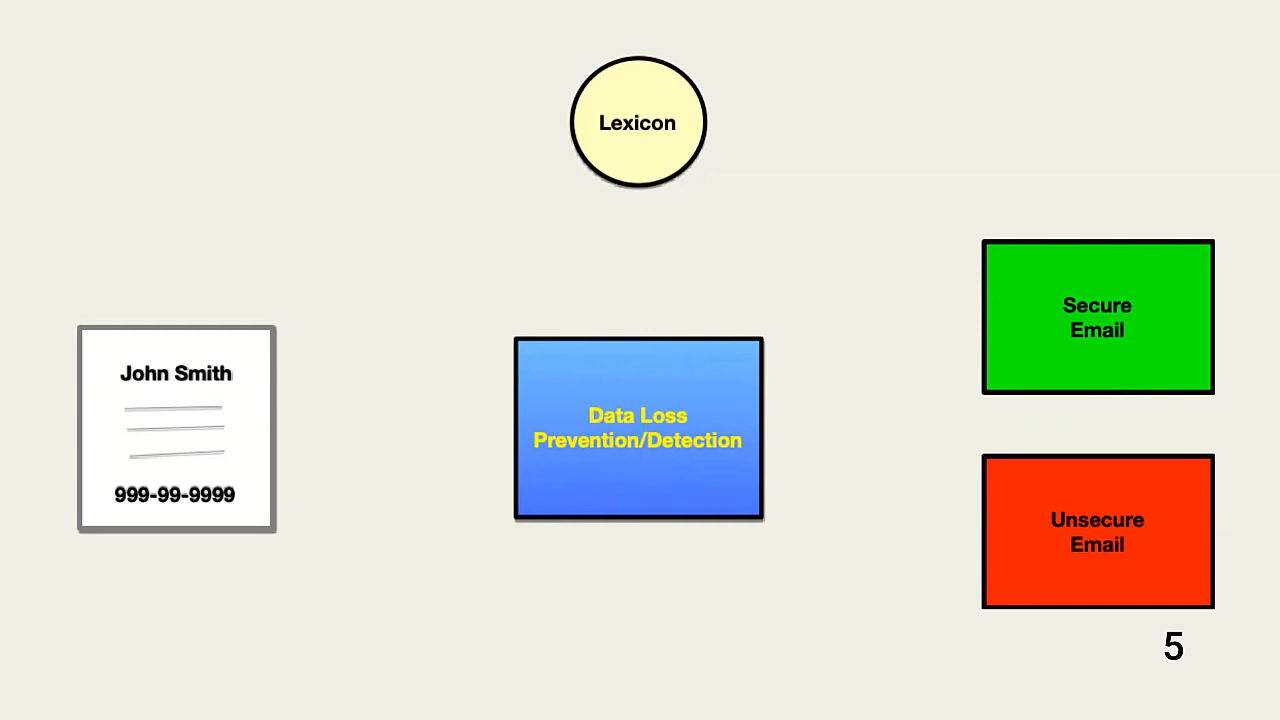 Lexicon
John Smith
999-99-9999
Data Loss
Prevention/Detection
Secure
Email
Unsecure
Email
5